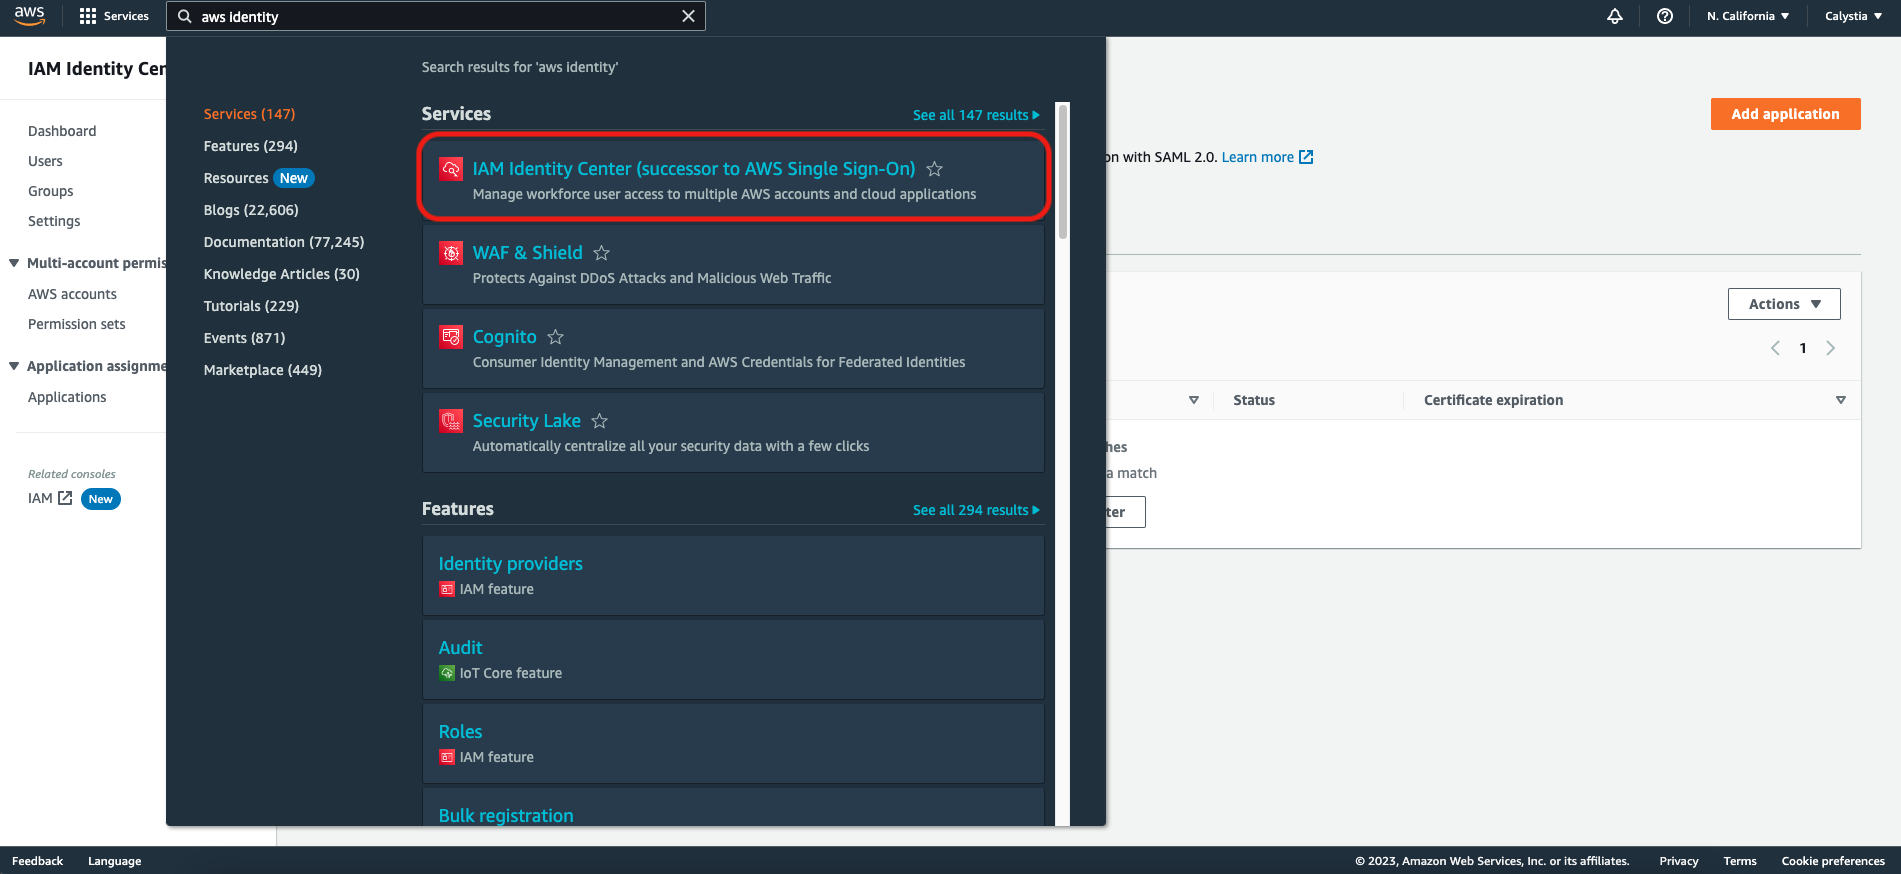 aws
Services
aws identity
N. California
Calystia
IAM Identity Cen
Dashboard
Users
Groups
Settings
Multi-account permis
AWS accounts
Permission sets
Application assignme
Applications
Related consoles
IAM New
Search results for 'aws identity'
Services (147)
Features (294)
Resources New
Blogs (22,606)
Documentation (77,245)
Knowledge Articles (30)
Tutorials (229)
Events (871)
Marketplace (449)
Services
See all 147 results
IAM Identity Center (successor to AWS Single Sign-On)
Manage workforce user access to multiple AWS accounts and cloud applications
WAF & Shield
Protects Against DDoS Attacks and Malicious Web Traffic
Cognito
Consumer Identity Management and AWS Credentials for Federated Identities
Security Lake
Automatically centralize all your security data with a few clicks
Features
See all 294 results
Identity providers
IAM feature
Audit
IoT Core feature
Roles
IAM feature
Bulk registration
Add application
on with SAML 2.0. Learn more
Actions
1
Status
Certificate expiration
hes
a match
ter
Feedback
Language
© 2023, Amazon Web Services, Inc. or its affiliates.
Privacy
Terms
Cookie preferences